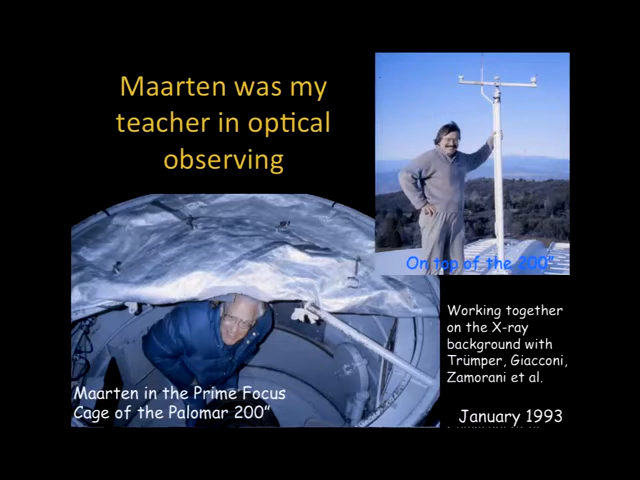 Maarten was my
teacher in optical
observing
On top of the 200”
Working together
on the X-ray
background with
Trümper, Giacconi,
Zamorani et al.
Maarten in the Prime Focus
Cage of the Palomar 200”
January 1993